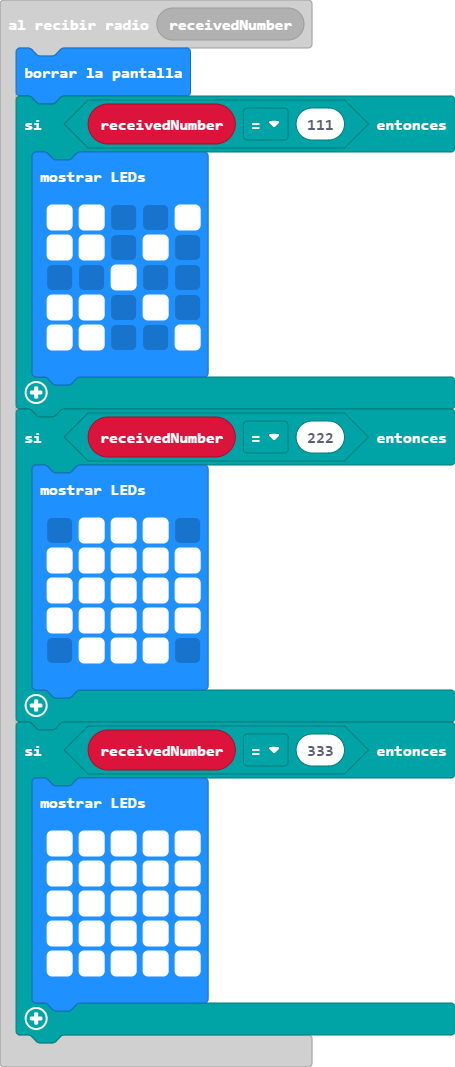 al recibir radio receivedNumber
borrar la pantalla
si receivedNumber = 111 entonces
mostrar LEDs
si receivedNumber = 222 entonces
mostrar LEDs
si receivedNumber = 333 entonces
mostrar LEDs